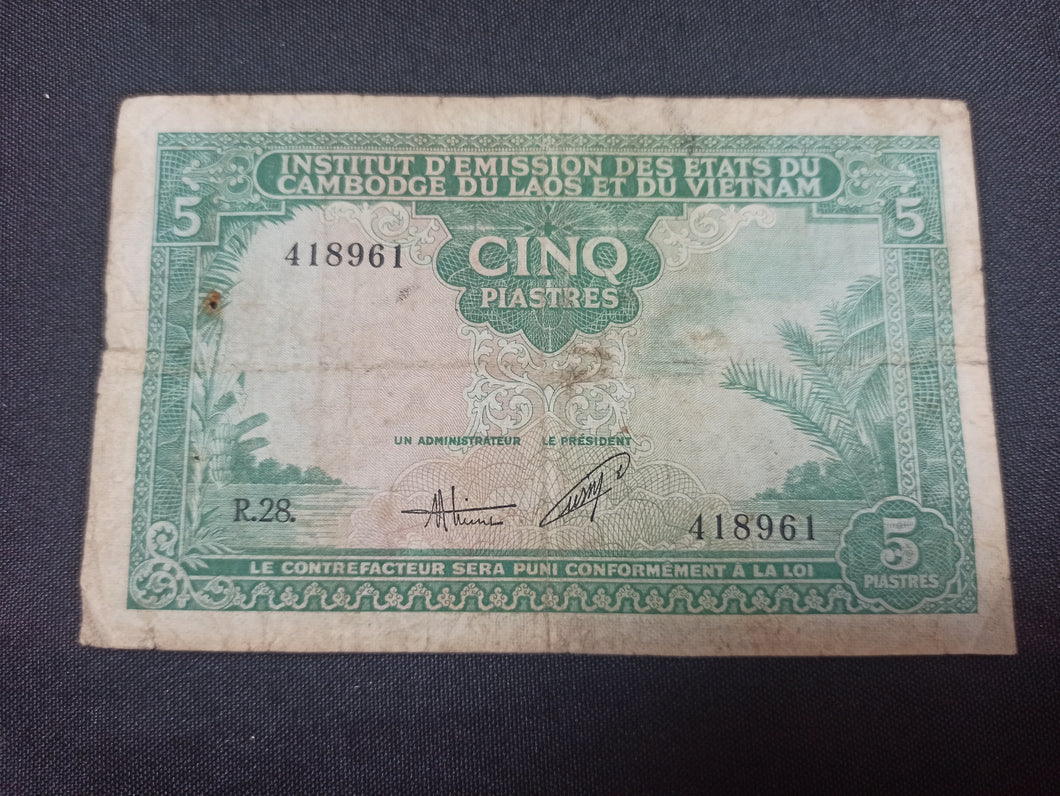 INSTITUT D'EMISSION DES ETATS DU
CAMBODGE DU LAOS ET DU VIETNAM
5
5
418961
CINQ
PIASTRES
UN ADMINISTRATEUR LE PRÉSIDENT
R.28.
418961
5
PIASTRES
LE CONTREFACTEUR SERA PUNI CONFORMÉMENT À LA LOI